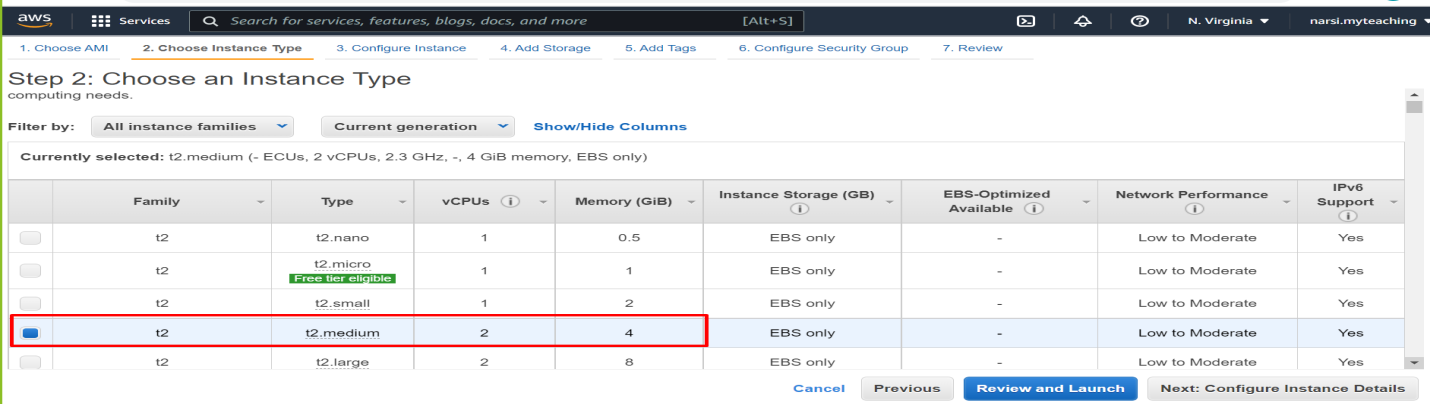 aws Services Search for services, features, blogs, docs, and more [Alt+S] N. Virginia narsi.myteaching
1. Choose AMI 2. Choose Instance Type 3. Configure Instance 4. Add Storage 5. Add Tags 6. Configure Security Group 7. Review
Step 2: Choose an Instance Type
computing needs.
Filter by: All instance families Current generation Show/Hide Columns
Currently selected: t2.medium (- ECUs, 2 vCPUs, 2.3 GHz, -, 4 GiB memory, EBS only)
Family Type vCPUs Memory (GiB) Instance Storage (GB) EBS-Optimized Available Network Performance IPv6 Support
t2 t2.nano 1 0.5 EBS only - Low to Moderate Yes
t2 t2.micro Free tier eligible 1 1 EBS only - Low to Moderate Yes
t2 t2.small 1 2 EBS only - Low to Moderate Yes
t2 t2.medium 2 4 EBS only - Low to Moderate Yes
t2 t2.large 2 8 EBS only - Low to Moderate Yes
Cancel Previous Review and Launch Next: Configure Instance Details